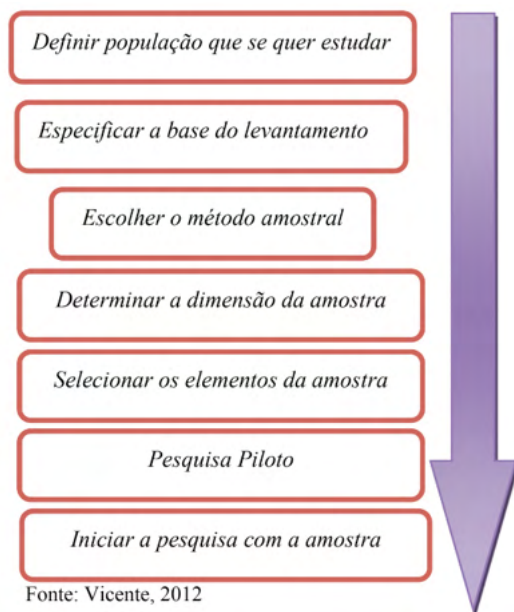 Definir população que se quer estudar
Especificar a base do levantamento
Escolher o método amostral
Determinar a dimensão da amostra
Selecionar os elementos da amostra
Pesquisa Piloto
Iniciar a pesquisa com a amostra
Fonte: Vicente, 2012